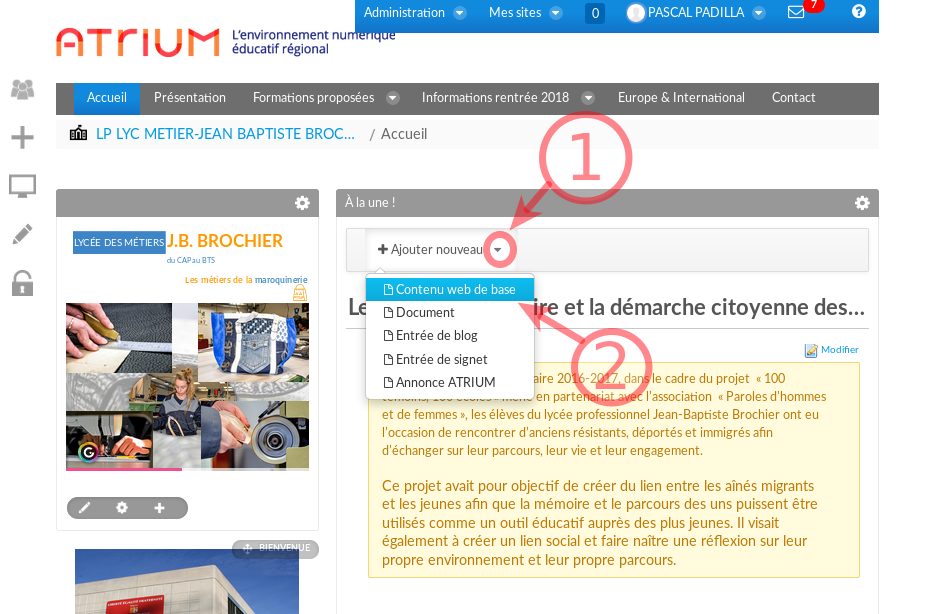 Administration Mes sites 0 PASCAL PADILLA 7
ATRIUM L'environnement numérique
éducatif régional
Accueil Présentation Formations proposées Informations rentrée 2018 Europe & International Contact
LP LYC METIER-JEAN BAPTISTE BROC... / Accueil
1
LYCÉE DES MÉTIERS J.B. BROCHIER
du CAP au BTS
Les métiers de la maroquinerie
BIENVENUE
À la une !
Ajouter nouveau
Contenu web de base
Document
Entrée de blog
Entrée de signet
Annonce ATRIUM
2
Le ire et la démarche citoyenne des...
Modifier
aire 2016-2017, dans le cadre du projet « 100
témoins, 100 écoles » mené en partenariat avec l'association « Paroles d'hommes
et de femmes », les élèves du lycée professionnel Jean-Baptiste Brochier ont eu
l'occasion de rencontrer d'anciens résistants, déportés et immigrés afin
d'échanger sur leur parcours, leur vie et leur engagement.
Ce projet avait pour objectif de créer du lien entre les aînés migrants
et les jeunes afin que la mémoire et le parcours des uns puissent être
utilisés comme un outil éducatif auprès des plus jeunes. Il visait
également à créer un lien social et faire naître une réflexion sur leur
propre environnement et leur propre parcours.